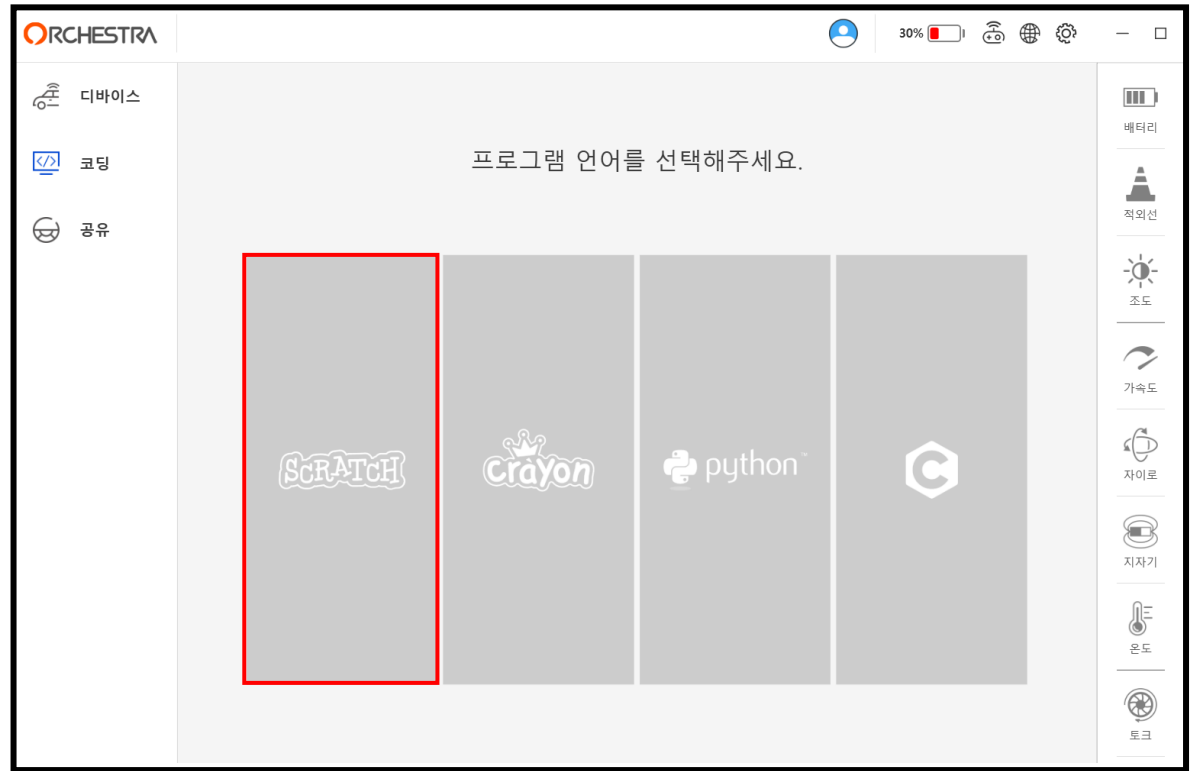 ORCHESTRA
30%
디바이스
코딩
공유
프로그램 언어를 선택해주세요.
SCRATCH
crayon
python
C
배터리
적외선
조도
가속도
자이로
지자기
온도
토크